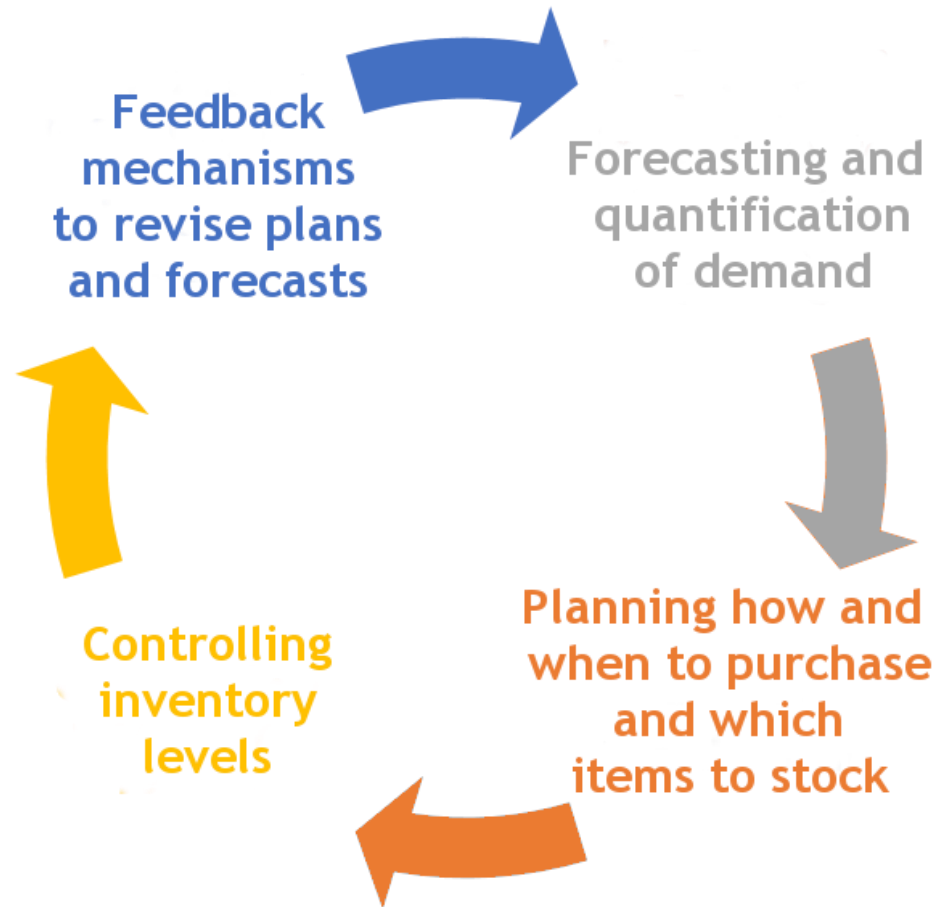 Feedback
mechanisms
to revise plans
and forecasts
Forecasting and
quantification
of demand
Planning how and
when to purchase
and which
items to stock
Controlling
inventory
levels